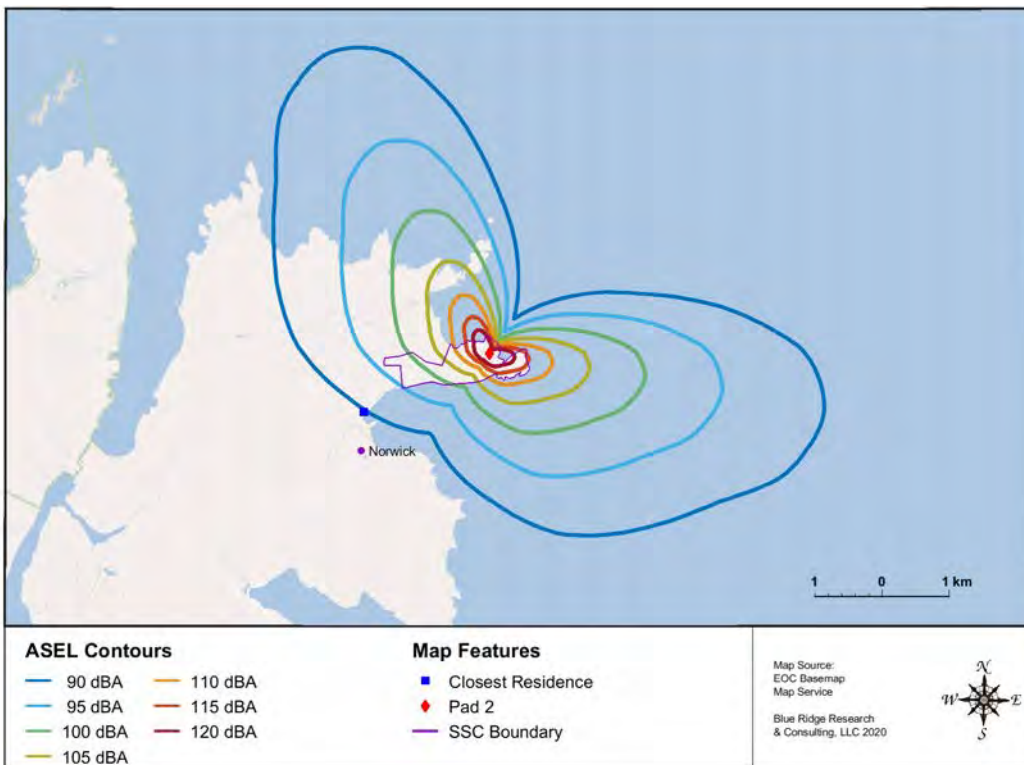 Norwick
1 0 1 km
ASEL Contours
90 dBA
95 dBA
100 dBA
105 dBA
110 dBA
115 dBA
120 dBA
Map Features
Closest Residence
Pad 2
SSC Boundary
Map Source:
EOC Basemap
Map Service
Blue Ridge Research
& Consulting, LLC 2020
N
W E
S